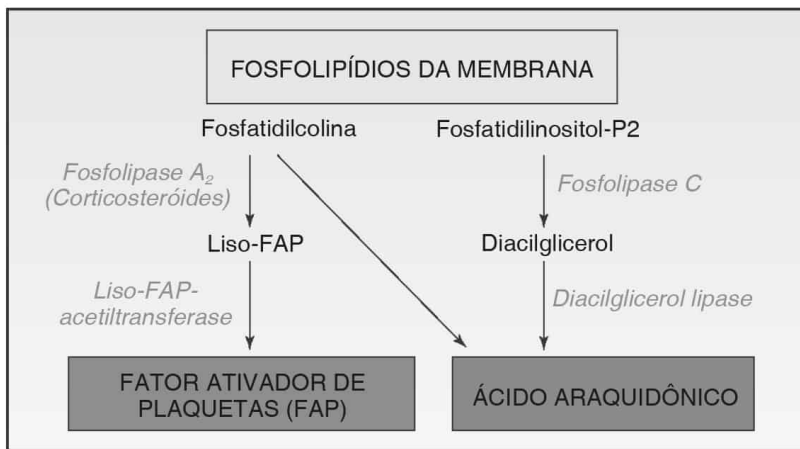 FOSFOLIPÍDIOS DA MEMBRANA
Fosfatidilcolina
Fosfatidilinositol-P2
Fosfolipase A₂
(Corticosteróides)
Fosfolipase C
Liso-FAP
Diacilglicerol
Liso-FAP-
acetiltransferase
Diacilglicerol lipase
FATOR ATIVADOR DE
PLAQUETAS (FAP)
ÁCIDO ARAQUIDÔNICO